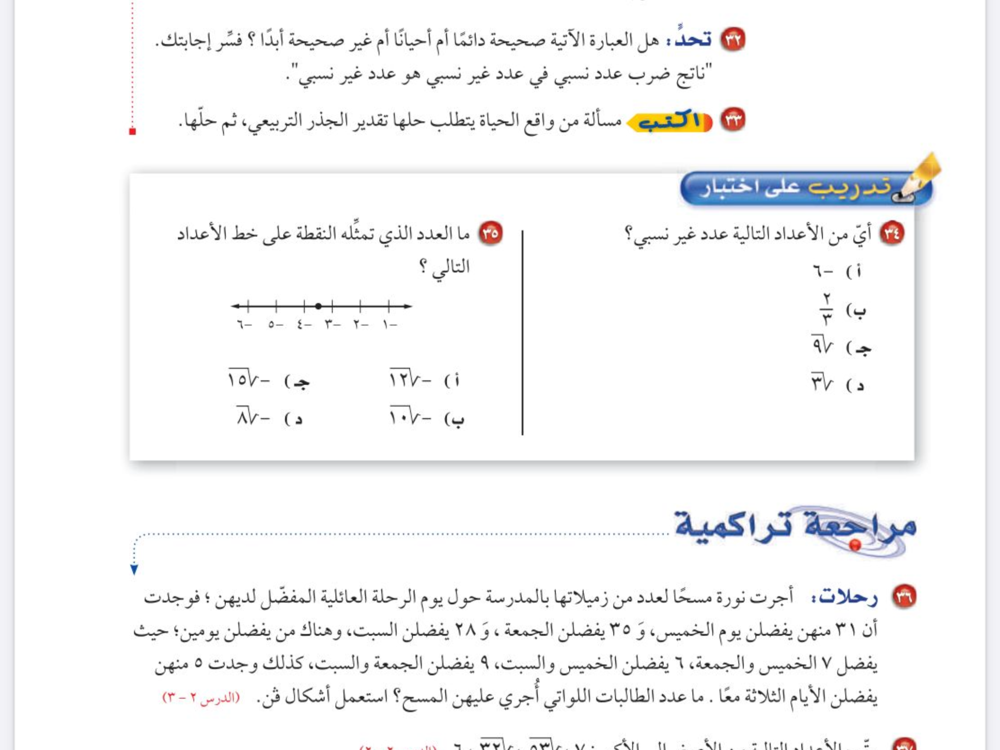 ٣٢ تحدٍّ: هل العبارة الآتية صحيحة دائمًا أم أحيانًا أم غير صحيحة أبدًا ؟ فسِّر إجابتك.
"ناتج ضرب عدد نسبي في عدد غير نسبي هو عدد غير نسبي".
٣٣ اكتب مسألة من واقع الحياة يتطلب حلها تقدير الجذر التربيعي، ثم حلّها.
تدريب على اختبار
٣٤ أيّ من الأعداد التالية عدد غير نسبي؟
أ ) −٦
ب) ٢/٣
جـ) √٩
د ) √٣
٣٥ ما العدد الذي تمثِّله النقطة على خط الأعداد
التالي ؟
−٦ −٥ −٤ −٣ −٢ −١
أ ) −√١٢ جـ) −√١٥
ب) −√١٠ د ) −√٨
مراجعة تراكمية
٣٦ رحلات: أجرت نورة مسحًا لعدد من زميلاتها بالمدرسة حول يوم الرحلة العائلية المفضّل لديهن ؛ فوجدت
أن ٣١ منهن يفضلن يوم الخميس، وَ ٣٥ يفضلن الجمعة ، وَ ٢٨ يفضلن السبت، وهناك من يفضلن يومين؛ حيث
يفضل ٧ الخميس والجمعة، ٦ يفضلن الخميس والسبت، ٩ يفضلن الجمعة والسبت، كذلك وجدت ٥ منهن
يفضلن الأيام الثلاثة معًا . ما عدد الطالبات اللواتي أُجري عليهن المسح؟ استعمل أشكال ڤن. (الدرس ٢ – ٣)